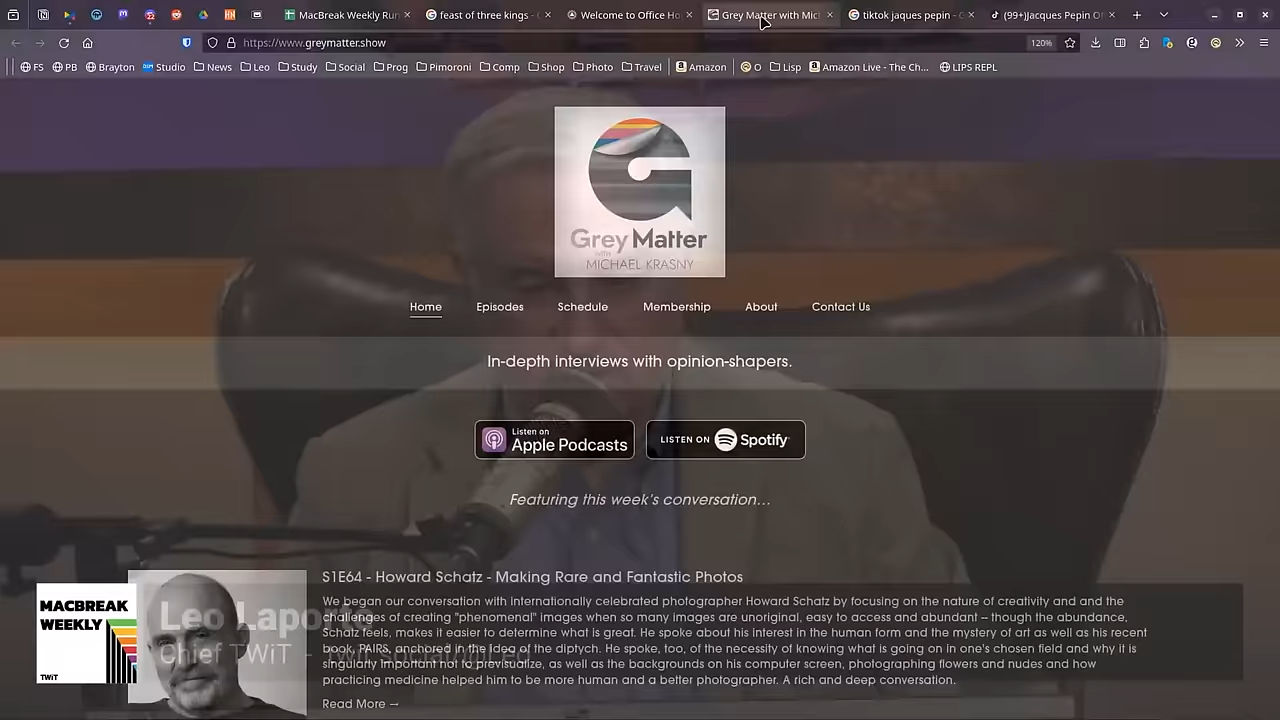 MacBreak Weekly Run
feast of three kings -
Welcome to Office Ho
Grey Matter with Mic
tiktok jaques pepin -
(99+)Jacques Pepin O
https://www.greymatter.show
120%
FS PB Brayton Studio News Leo Study Social Prog Pimoroni Comp Shop Photo Travel Amazon O Lisp Amazon Live - The Ch... LIPS REPL
Grey Matter
WITH
MICHAEL KRASNY
Home Episodes Schedule Membership About Contact Us
In-depth interviews with opinion-shapers.
Listen on
Apple Podcasts
LISTEN ON Spotify
Featuring this week's conversation...
S1E64 - Howard Schatz - Making Rare and Fantastic Photos
We began our conversation with internationally celebrated photographer Howard Schatz by focusing on the nature of creativity and and the
challenges of creating "phenomenal" images when so many images are unoriginal, easy to access and abundant – though the abundance,
Schatz feels, makes it easier to determine what is great. He spoke about his interest in the human form and the mystery of art as well as his recent
book, PAIRS, anchored in the idea of the diptych. He spoke, too, of the necessity of knowing what is going on in one's chosen field and why it is
singularly important not to previsualize, as well as the backgrounds on his computer screen, photographing flowers and nudes and how
practicing medicine helped him to be more human and a better photographer. A rich and deep conversation.
Read More →
MACBREAK
WEEKLY
TWiT
Leo Laporte
Chief TWiT -